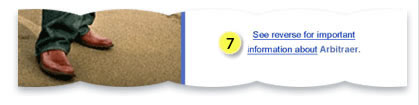 7
See reverse for important
information about Arbitraer.